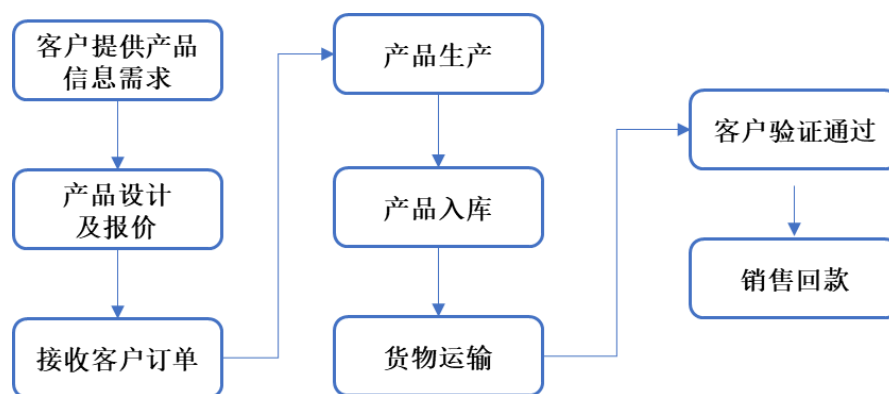 客户提供产品
信息需求
产品设计
及报价
接收客户订单
产品生产
产品入库
货物运输
客户验证通过
销售回款